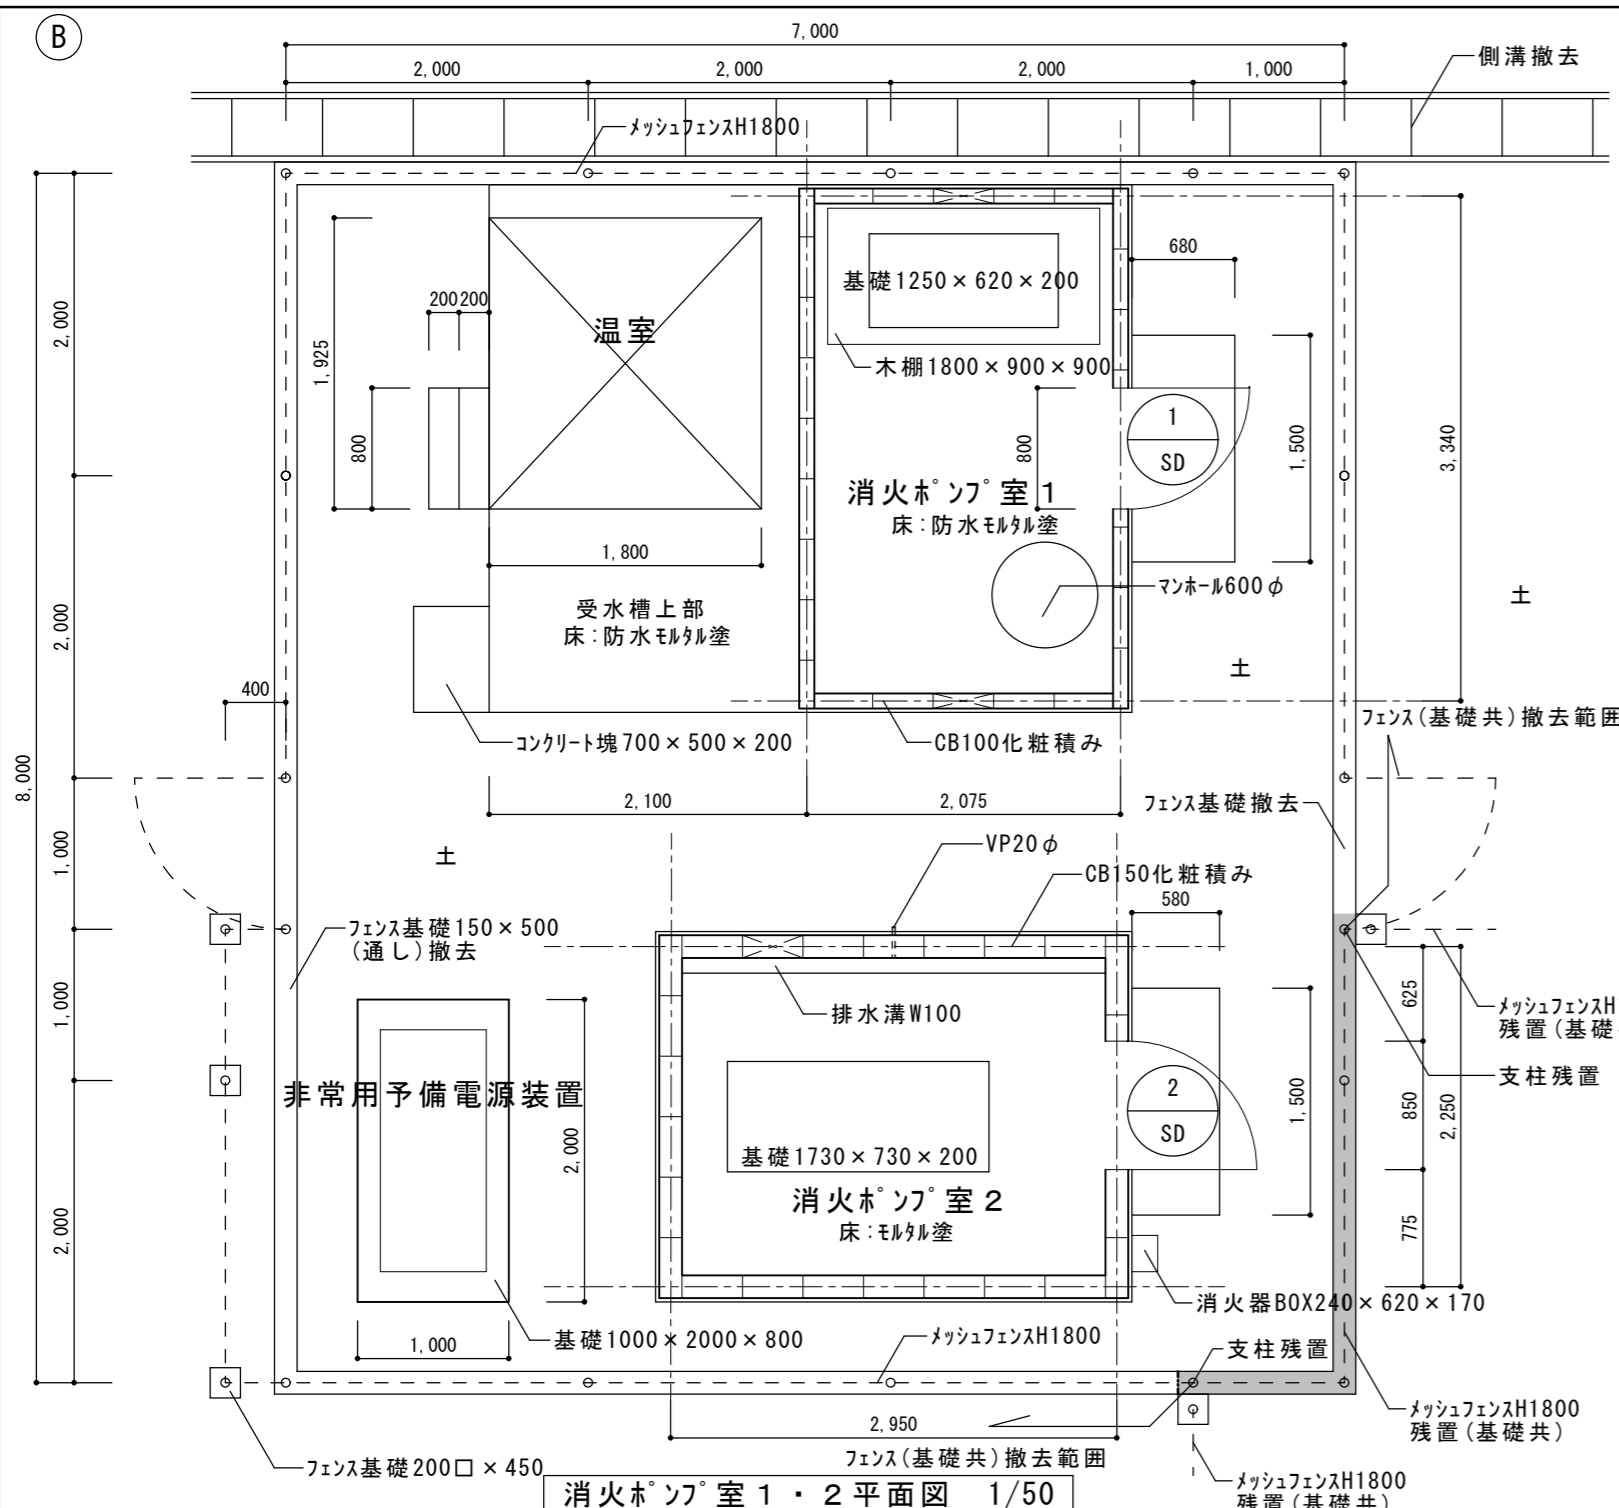 B
7,000
2,000
2,000
2,000
1,000
側溝撤去
メッシュフェンスH1800
680
基礎1250×620×200
200
200
温室
木棚1800×900×900
2,000
1,925
800
800
1
SD
1,500
3,340
消火ポンプ室1
床:防水モルタル塗
1,800
マンホール600φ
受水槽上部
床:防水モルタル塗
土
土
2,000
400
フェンス(基礎共)撤去範囲
コンクリート塊700×500×200
CB100化粧積み
8,000
2,100
2,075
フェンス基礎撤去
土
VP20φ
CB150化粧積み
1,000
580
フェンス基礎150×500
(通し)撤去
排水溝W100
625
メッシュフェンスH
残置(基礎
1,000
支柱残置
非常用予備電源装置
2
SD
1,500
850
2,250
2,000
基礎1730×730×200
消火ポンプ室2
床:モルタル塗
2,000
775
消火器BOX240×620×170
1,000
基礎1000×2000×800
メッシュフェンスH1800
支柱残置
メッシュフェンスH1800
残置(基礎共)
2,950
フェンス(基礎共)撤去範囲
フェンス基礎200□×450
消火ポンプ室1・2平面図 1/50
メッシュフェンスH1800
残置(基礎共)